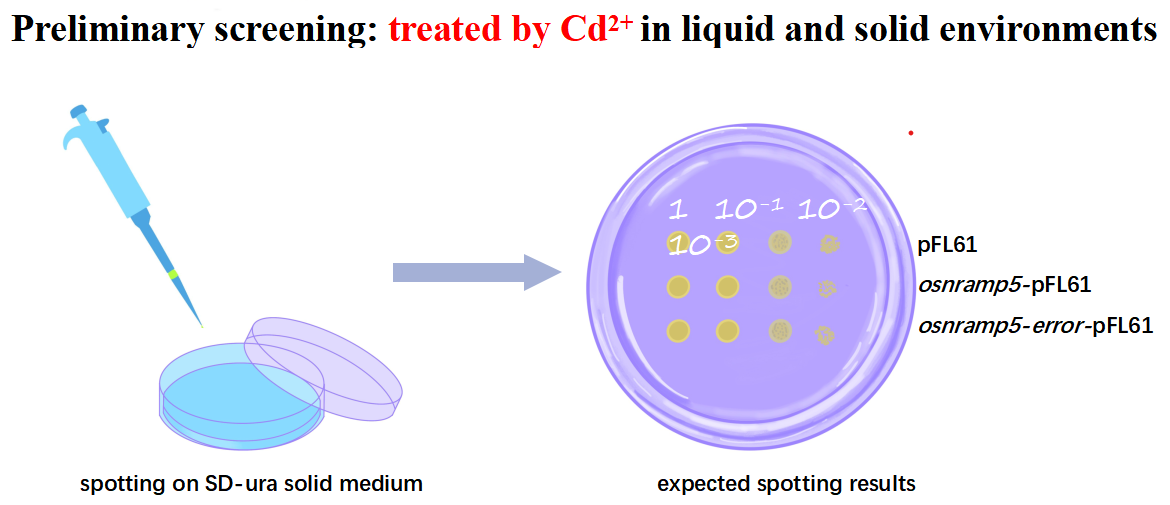 Preliminary screening: treated by Cd²⁺ in liquid and solid environments
1 10⁻¹ 10⁻²
10⁻³
pFL61
osnramp5-pFL61
osnramp5-error-pFL61
spotting on SD-ura solid medium
expected spotting results